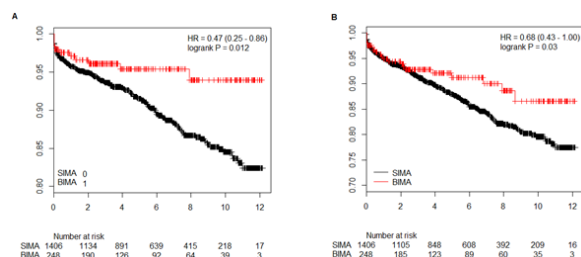 A
HR = 0.47 (0.25 - 0.86)
logrank P = 0.012
1.00
0.95
0.90
0.85
0.80
SIMA 0
BIMA 1
0 2 4 6 8 10 12
Number at risk
SIMA 1406 1134 891 639 415 218 17
BIMA 248 190 126 92 64 39 3
B
HR = 0.68 (0.43 - 1.00)
logrank P = 0.03
1.00
0.95
0.90
0.85
0.80
0.75
0.70
SIMA
BIMA
0 2 4 6 8 10 12
Number at risk
SIMA 1406 1105 848 608 392 209 16
BIMA 248 185 123 89 60 35 3